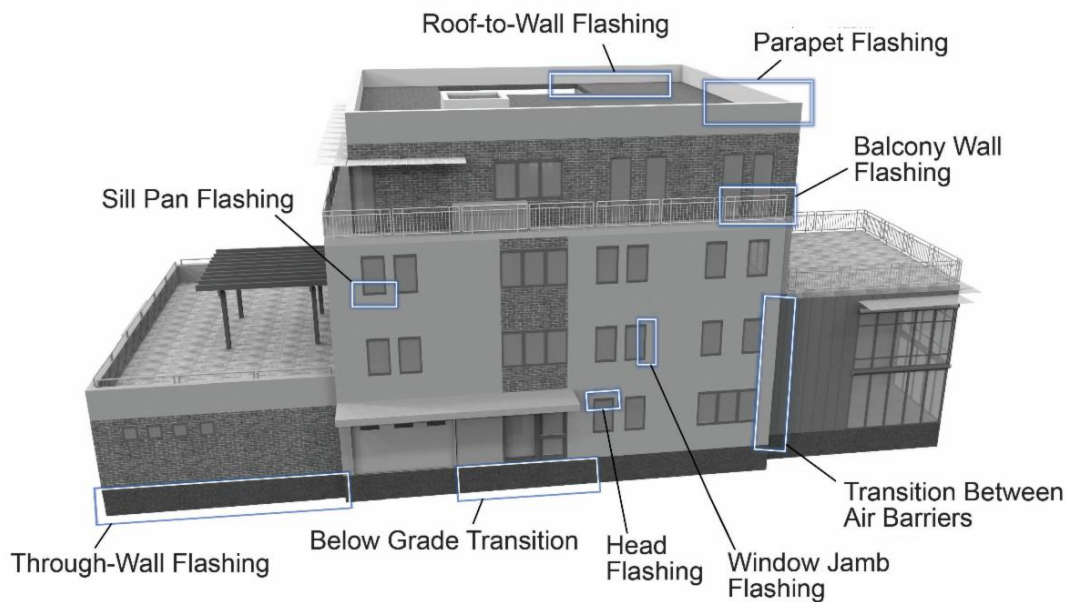 Roof-to-Wall Flashing
Parapet Flashing
Balcony Wall
Flashing
Sill Pan Flashing
Transition Between
Air Barriers
Below Grade Transition
Head
Flashing
Window Jamb
Flashing
Through-Wall Flashing